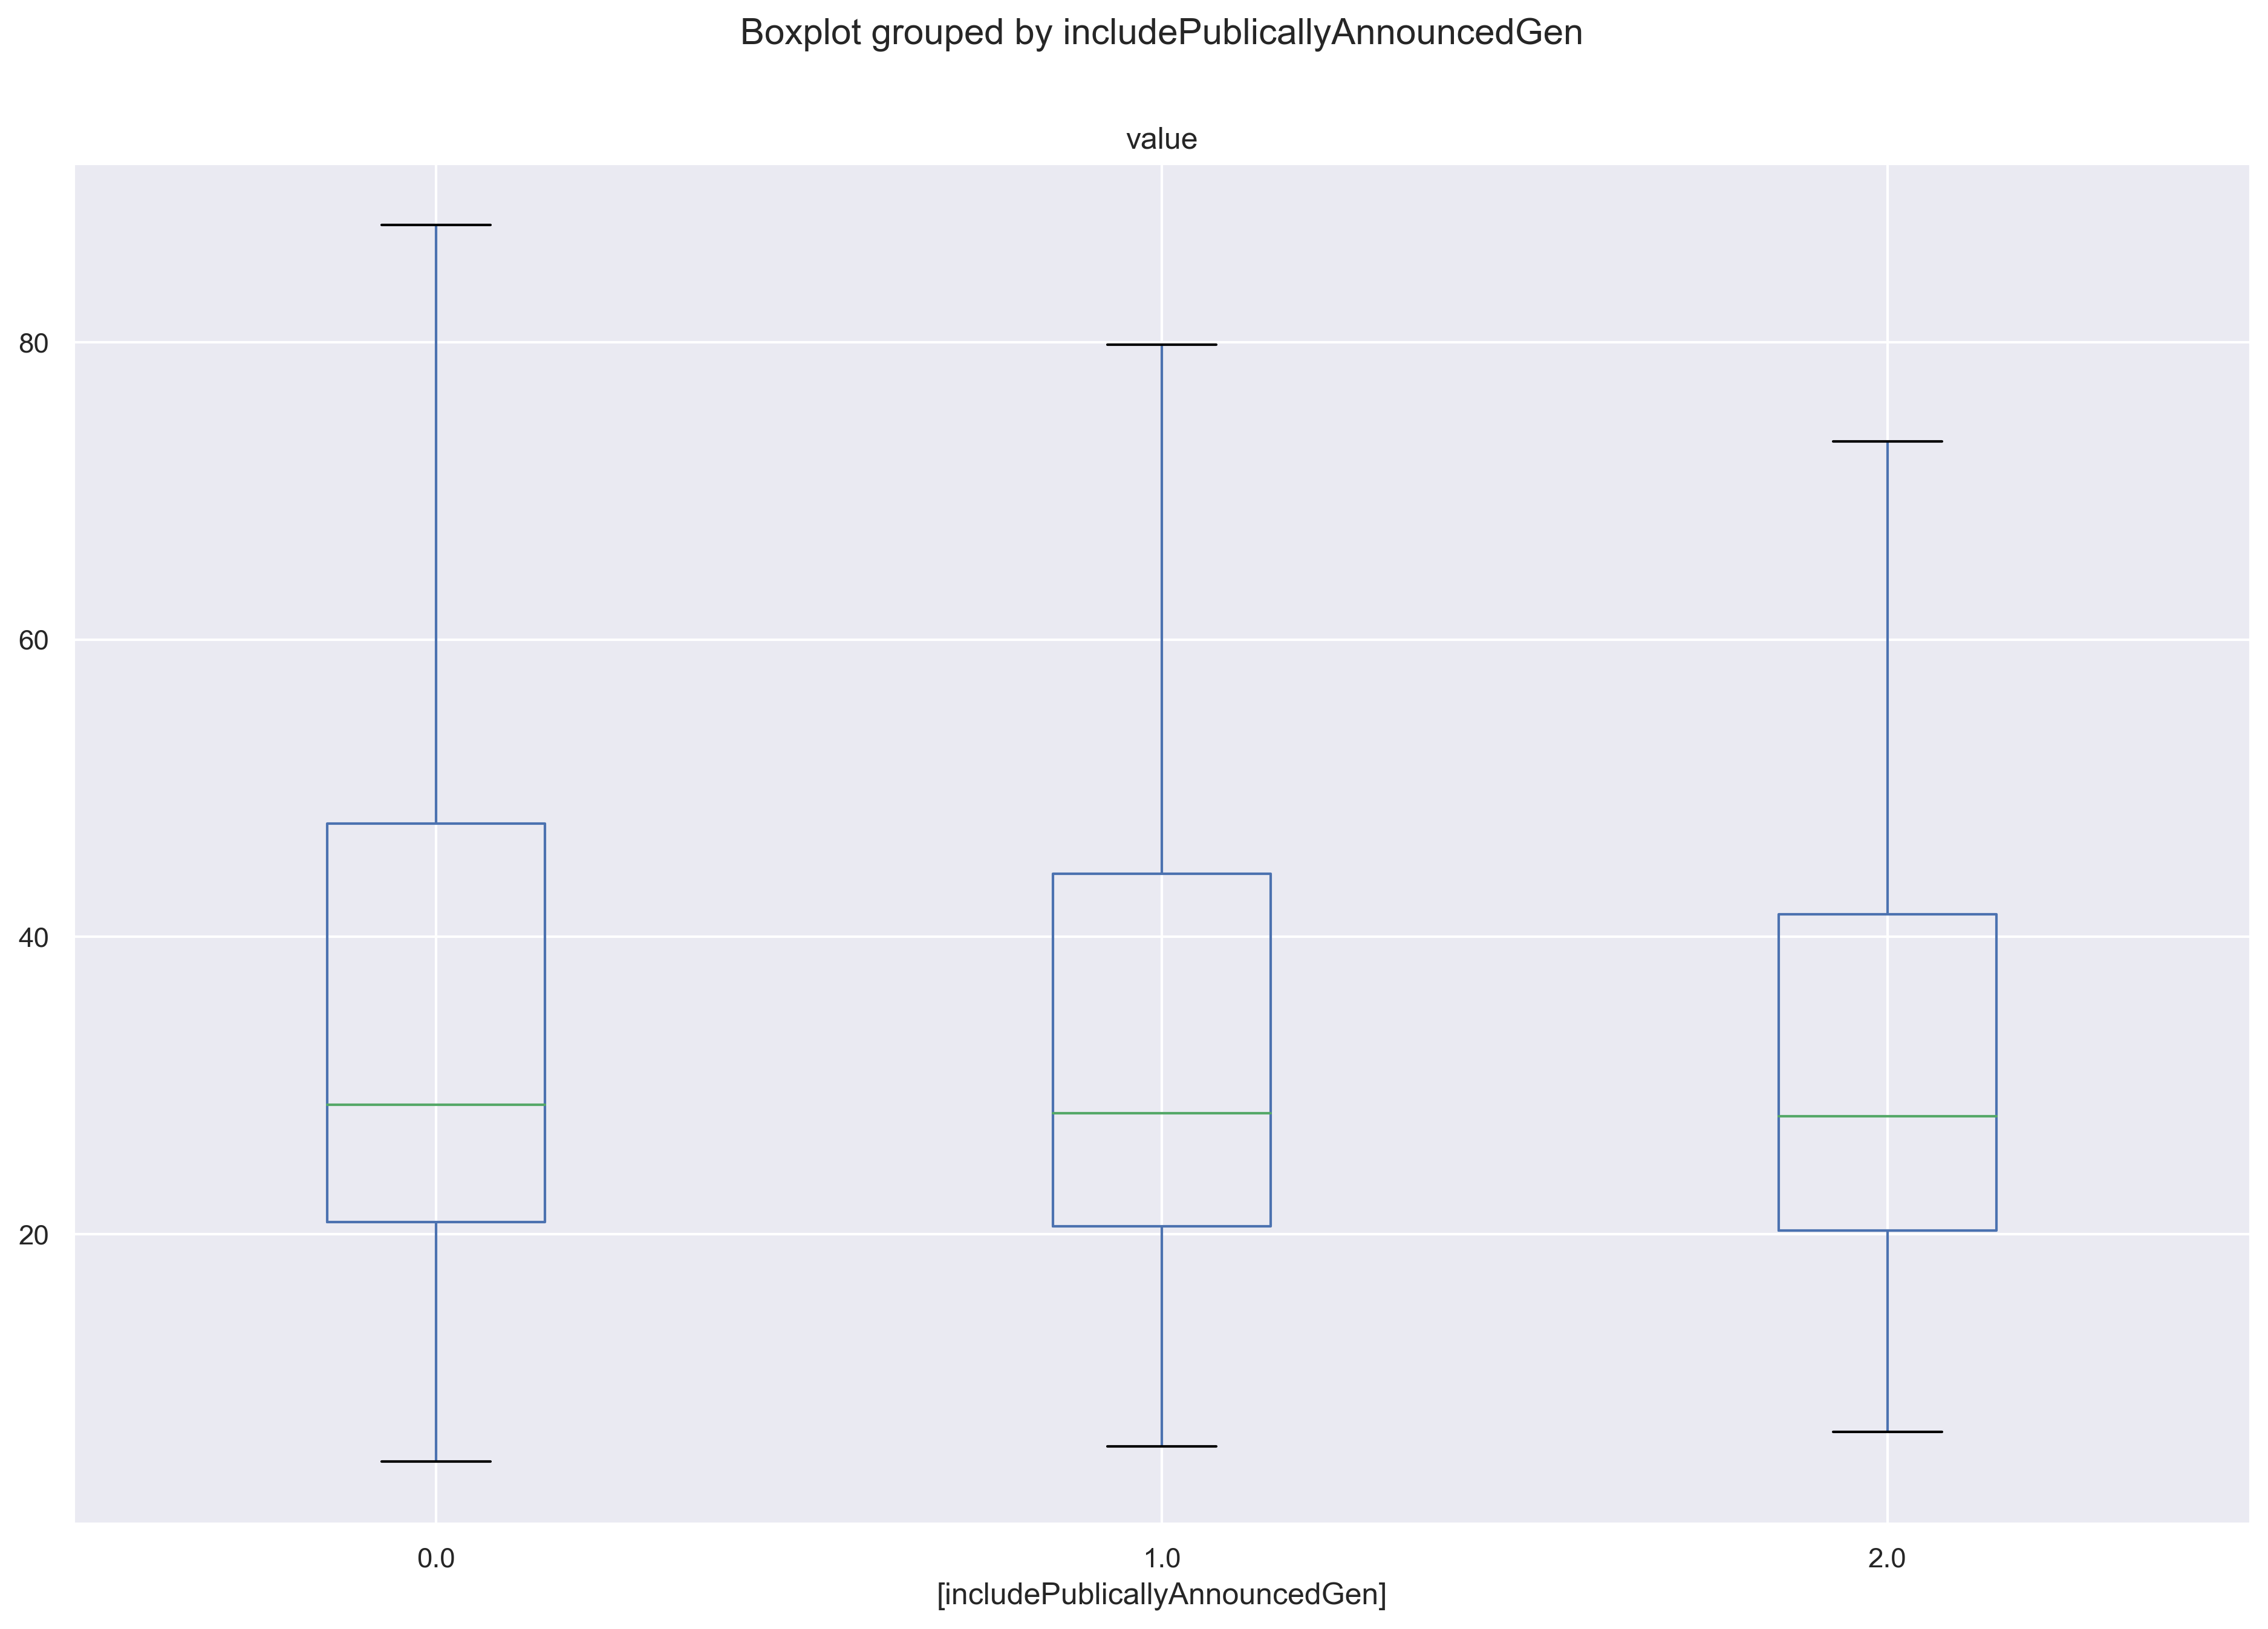 Boxplot grouped by includePublicallyAnnouncedGen
value
80
60
40
20
0.0 1.0 2.0
[includePublicallyAnnouncedGen]